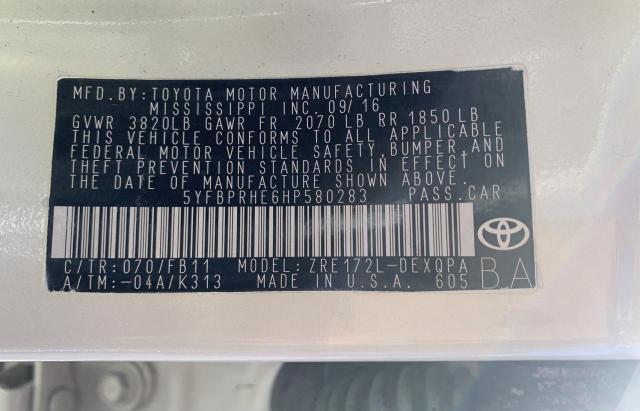 MFD.BY:TOYOTA MOTOR MANUFACTURING
MISSISSIPPI INC.09/16
GVWR 3820LB GAWR FR 2070 LB RR 1850 LB
THIS VEHICLE CONFORMS TO ALL APPLICABLE
FEDERAL MOTOR VEHICLE SAFETY, BUMPER,AND
THEFT PREVENTION STANDARDS IN EFFECT ON
THE DATE OF MANUFACTURE SHOWN ABOVE.
5YFBPRHE6HP580283 PASS.CAR
C/TR:070/FB11 MODEL:ZRE172L-DEXQPA BA
A/TM:-04A/K313 MADE IN U.S.A. 605